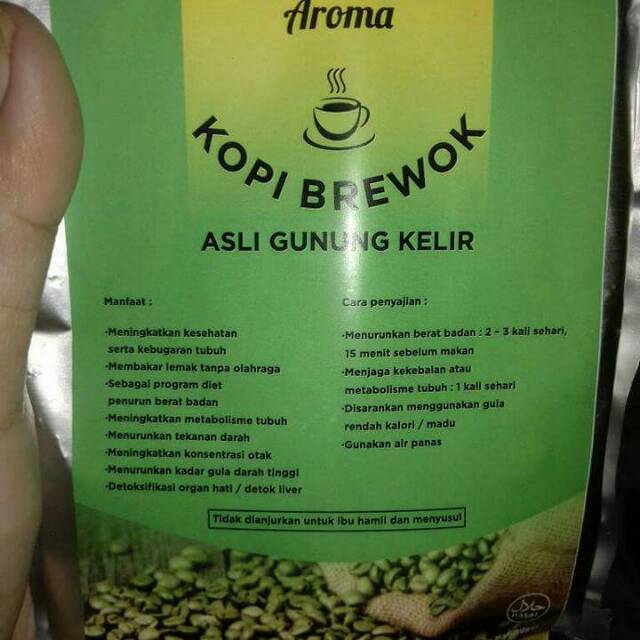 Aroma
KOPI BREWOK
ASLI GUNUNG KELIR
Manfaat :
·Meningkatkan kesehatan
serta kebugaran tubuh
·Membakar lemak tanpa olahraga
·Sebagai program diet
penurun berat badan
·Meningkatkan metabolisme tubuh
·Menurunkan tekanan darah
·Meningkatkan konsentrasi otak
·Menurunkan kadar gula darah tinggi
·Detoksifikasi organ hati / detok liver
Cara penyajian :
·Menurunkan berat badan : 2 - 3 kali sehari,
15 menit sebelum makan
·Menjaga kekebalan atau
metabolisme tubuh : 1 kali sehari
·Disarankan menggunakan gula
rendah kalori / madu
·Gunakan air panas
Tidak dianjurkan untuk ibu hamil dan menyusui
حلال
HALAL